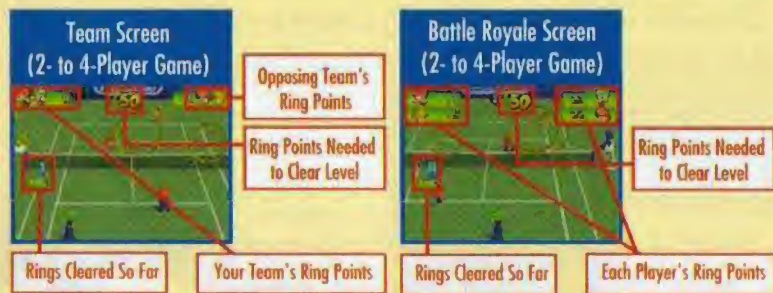 Team Screen
(2- to 4-Player Game)
Opposing Team's
Ring Points
Ring Points Needed
to Clear Level
50
Rings Cleared So Far
Your Team's Ring Points
Battle Royale Screen
(2- to 4-Player Game)
50
Ring Points Needed
to Clear Level
Rings Cleared So Far
Each Player's Ring Points